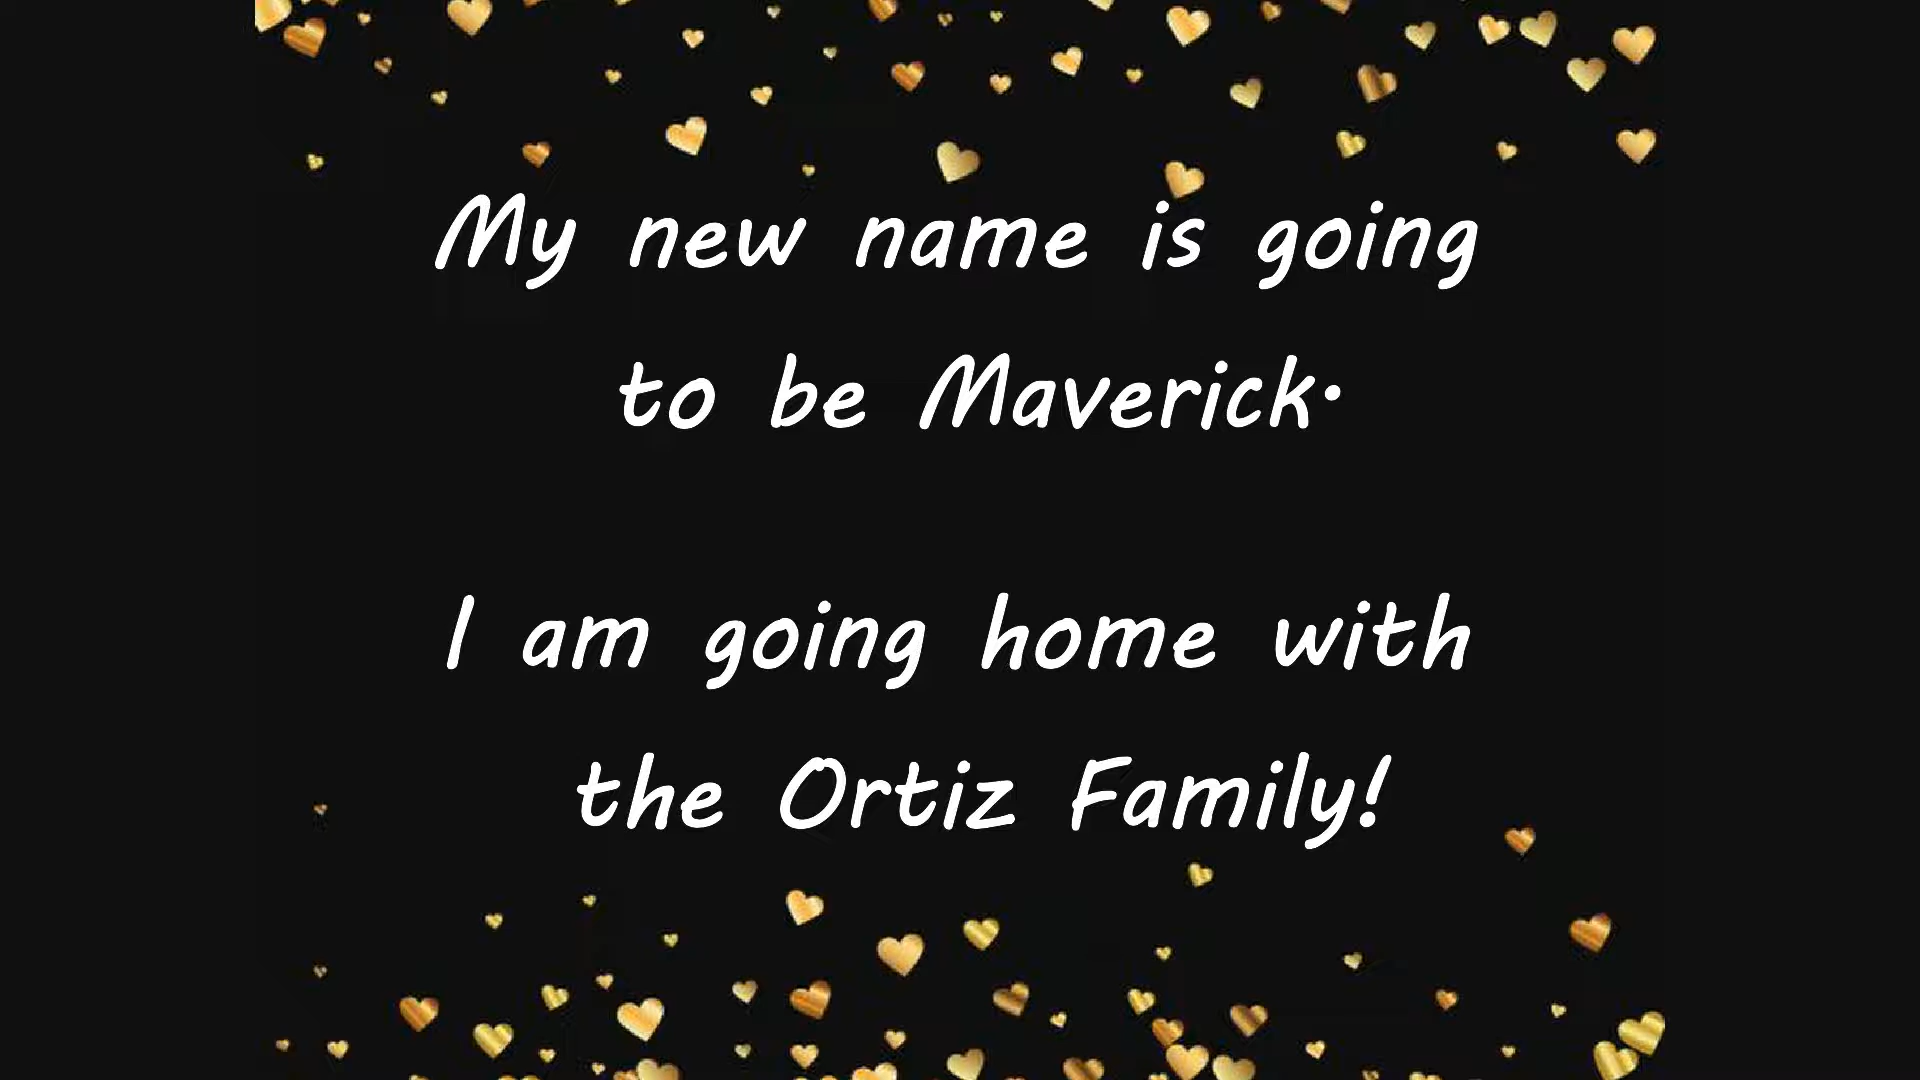 My new name is going
to be Maverick.
I am going home with
the Ortiz Family!